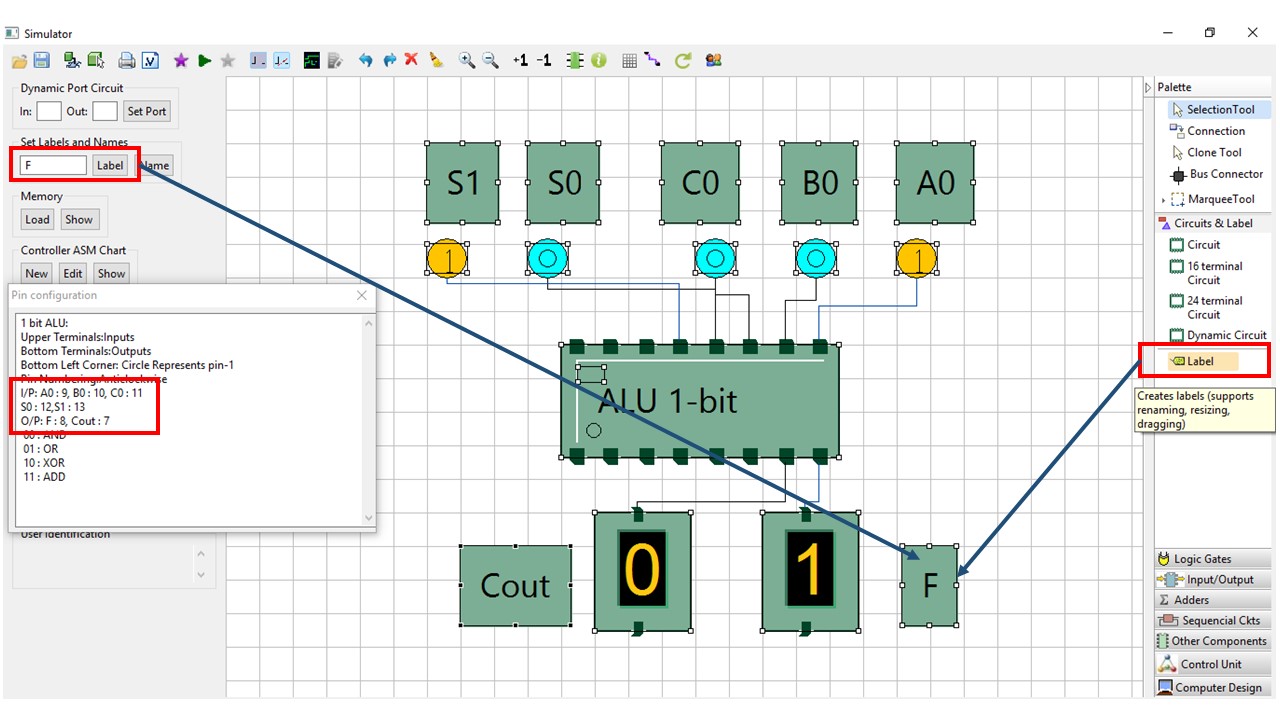 Simulator
+1 -1
Dynamic Port Circuit
In: Out: Set Port
Set Labels and Names
F Label Name
Memory
Load Show
Controller ASM Chart
New Edit Show
Pin configuration
1 bit ALU:
Upper Terminals:Inputs
Bottom Terminals:Outputs
Bottom Left Corner: Circle Represents pin-1
Pin Numbering:Anticlockwise
I/P: A0 : 9, B0 : 10, C0 : 11
S0 : 12,S1 : 13
O/P: F : 8, Cout : 7
00 : AND
01 : OR
10 : XOR
11 : ADD
User Identification
S1 S0 C0 B0 A0
1 1
ALU 1-bit
Cout 0 1 F
Palette
SelectionTool
Connection
Clone Tool
Bus Connector
MarqueeTool
Circuits & Label
Circuit
16 terminal
Circuit
24 terminal
Circuit
Dynamic Circuit
Label
Creates labels (supports
renaming, resizing,
dragging)
Logic Gates
Input/Output
Σ Adders
Sequencial Ckts
Other Components
Control Unit
Computer Design